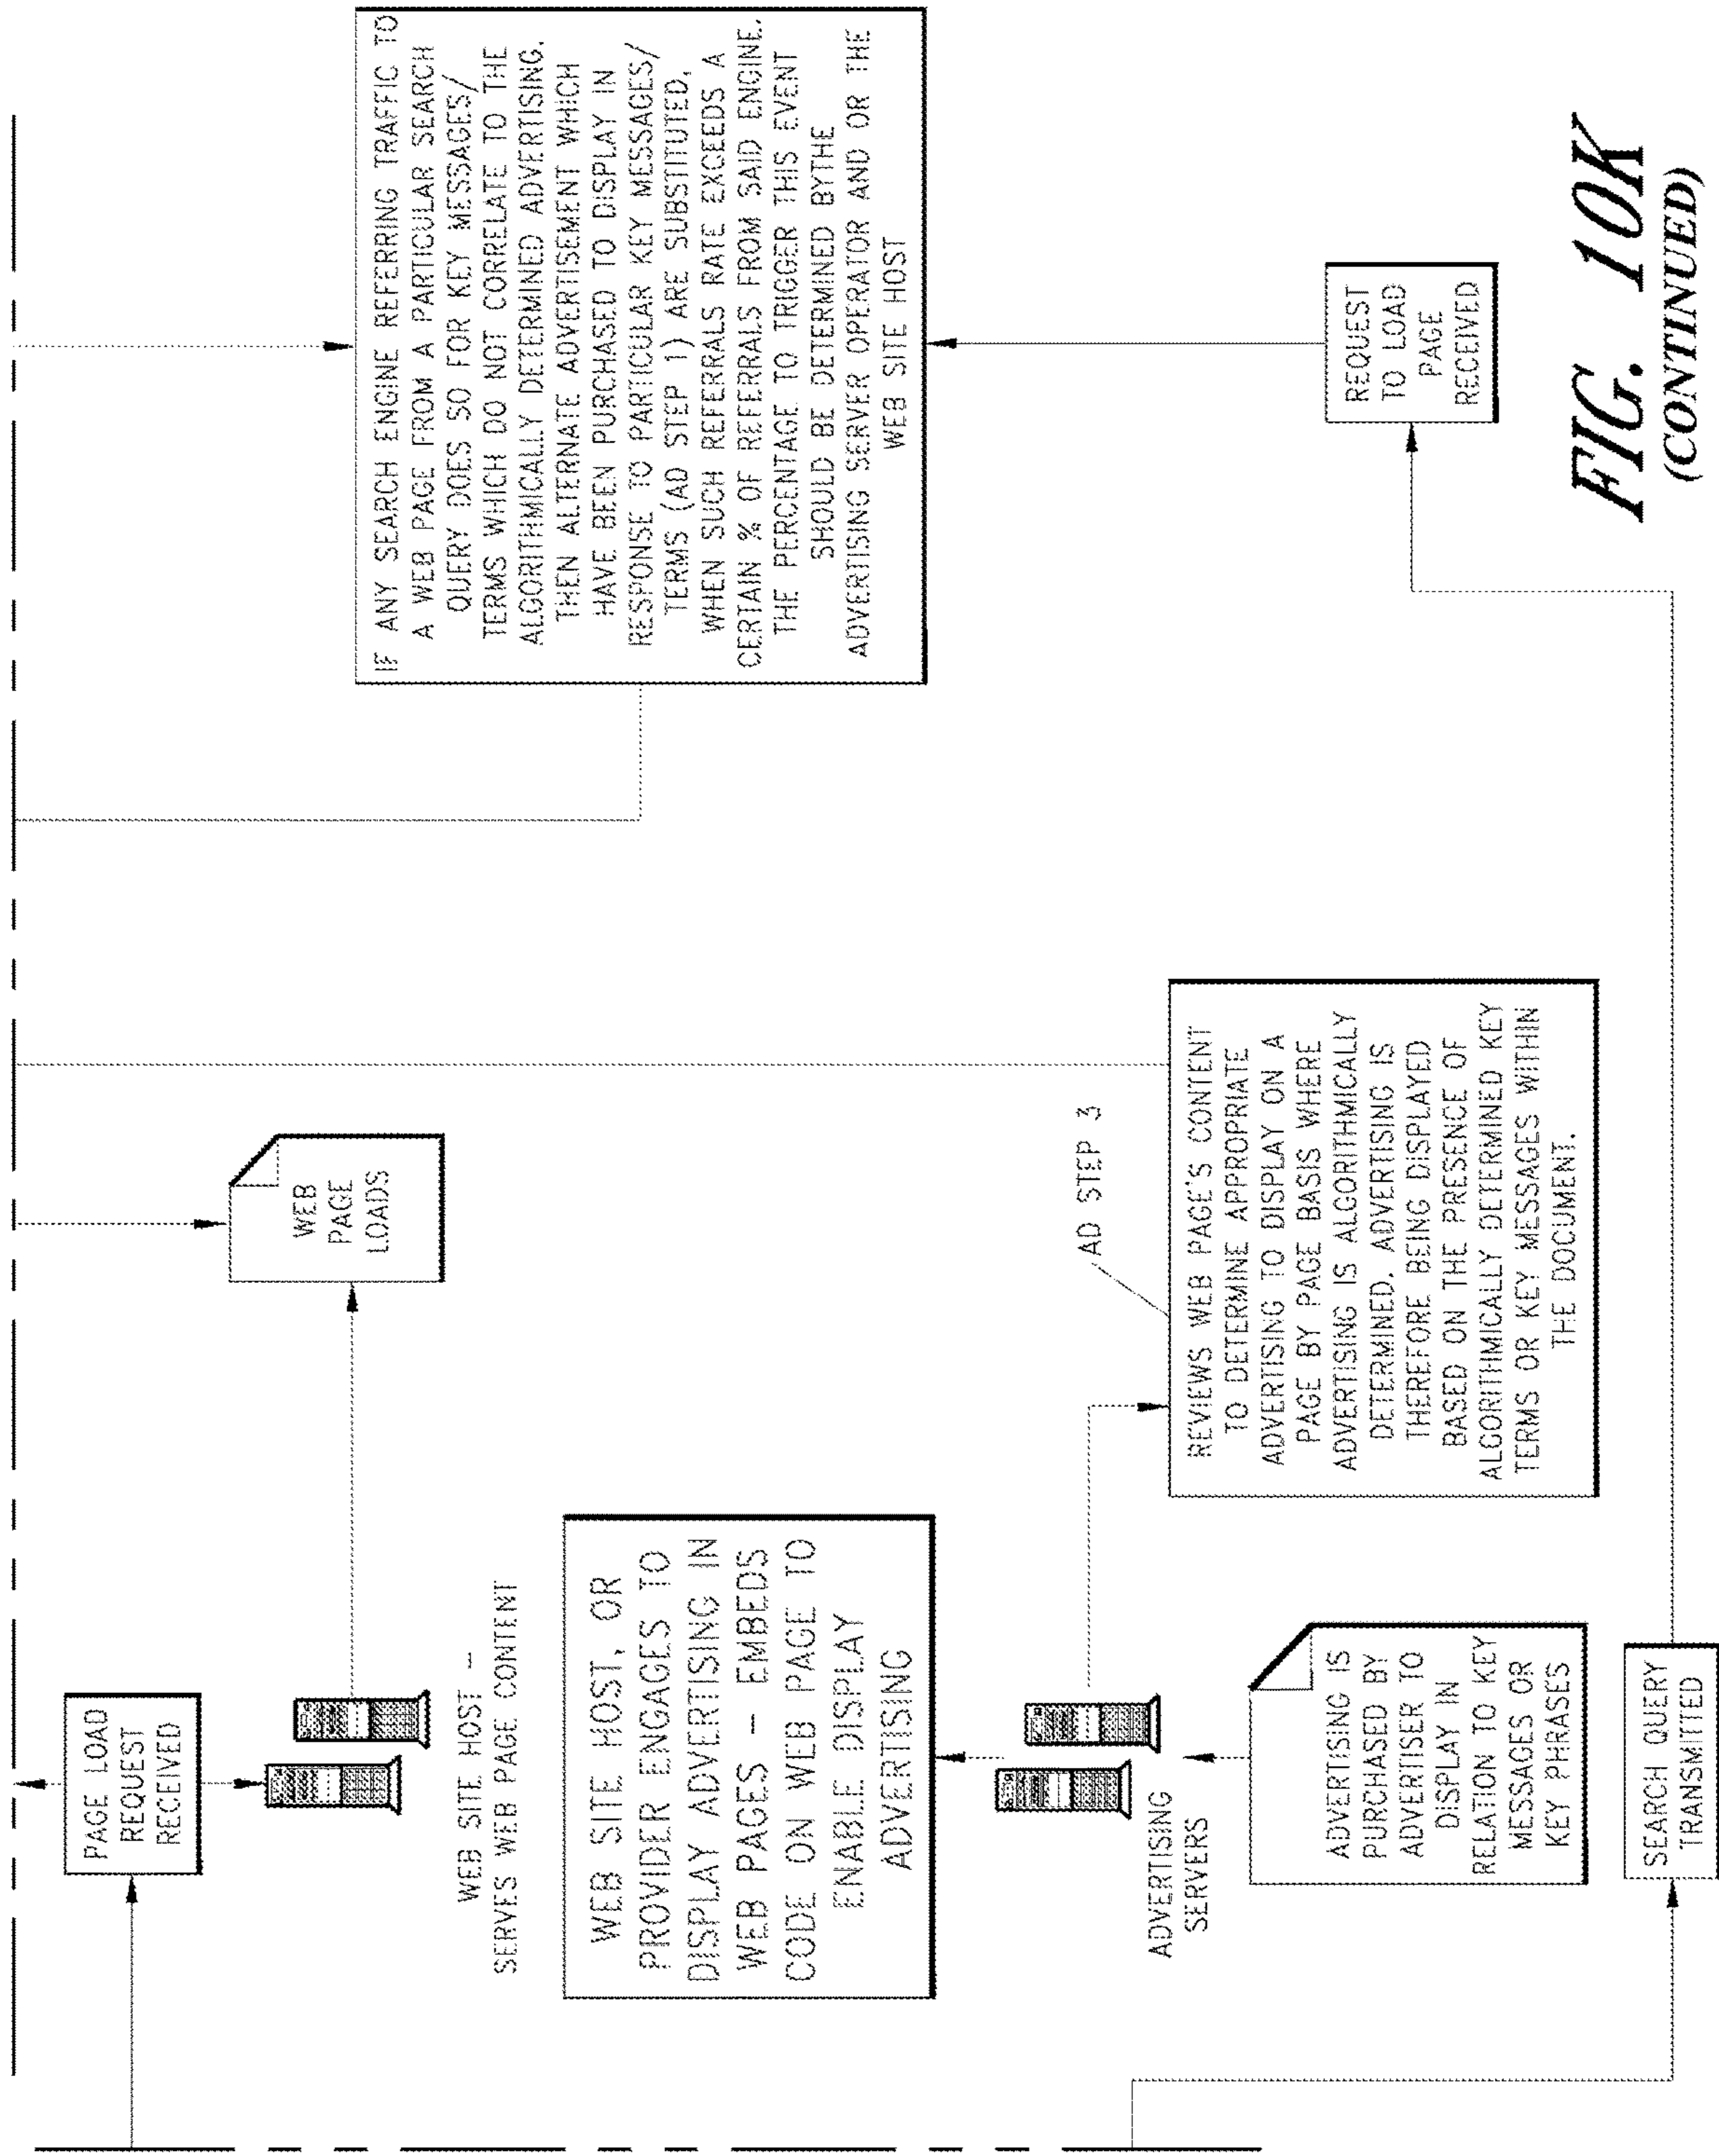 PAGE LOAD
REQUEST
RECEIVED
WEB SITE HOST –
SERVES WEB PAGE CONTENT
WEB
PAGE
LOADS
WEB SITE HOST, OR
PROVIDER ENGAGES TO
DISPLAY ADVERTISING IN
WEB PAGES – EMBEDS
CODE ON WEB PAGE TO
ENABLE DISPLAY
ADVERTISING
ADVERTISING
SERVERS
ADVERTISING IS
PURCHASED BY
ADVERTISER TO
DISPLAY IN
RELATION TO KEY
MESSAGES OR
KEY PHRASES
SEARCH QUERY
TRANSMITTED
AD STEP 3
REVIEWS WEB PAGE'S CONTENT
TO DETERMINE APPROPRIATE
ADVERTISING TO DISPLAY ON A
PAGE BY PAGE BASIS WHERE
ADVERTISING IS ALGORITHMICALLY
DETERMINED. ADVERTISING IS
THEREFORE BEING DISPLAYED
BASED ON THE PRESENCE OF
ALGORITHMICALLY DETERMINED KEY
TERMS OR KEY MESSAGES WITHIN
THE DOCUMENT.
IF ANY SEARCH ENGINE REFERRING TRAFFIC TO
A WEB PAGE FROM A PARTICULAR SEARCH
QUERY DOES SO FOR KEY MESSAGES/
TERMS WHICH DO NOT CORRELATE TO THE
ALGORITHMICALLY DETERMINED ADVERTISING,
THEN ALTERNATE ADVERTISEMENT WHICH
HAVE BEEN PURCHASED TO DISPLAY IN
RESPONSE TO PARTICULAR KEY MESSAGES/
TERMS (AD STEP 1) ARE SUBSTITUTED,
WHEN SUCH REFERRALS RATE EXCEEDS A
CERTAIN % OF REFERRALS FROM SAID ENGINE.
THE PERCENTAGE TO TRIGGER THIS EVENT
SHOULD BE DETERMINED BYTHE
ADVERTISING SERVER OPERATOR AND OR THE
WEB SITE HOST
REQUEST
TO LOAD
PAGE
RECEIVED
FIG. 10K
(CONTINUED)